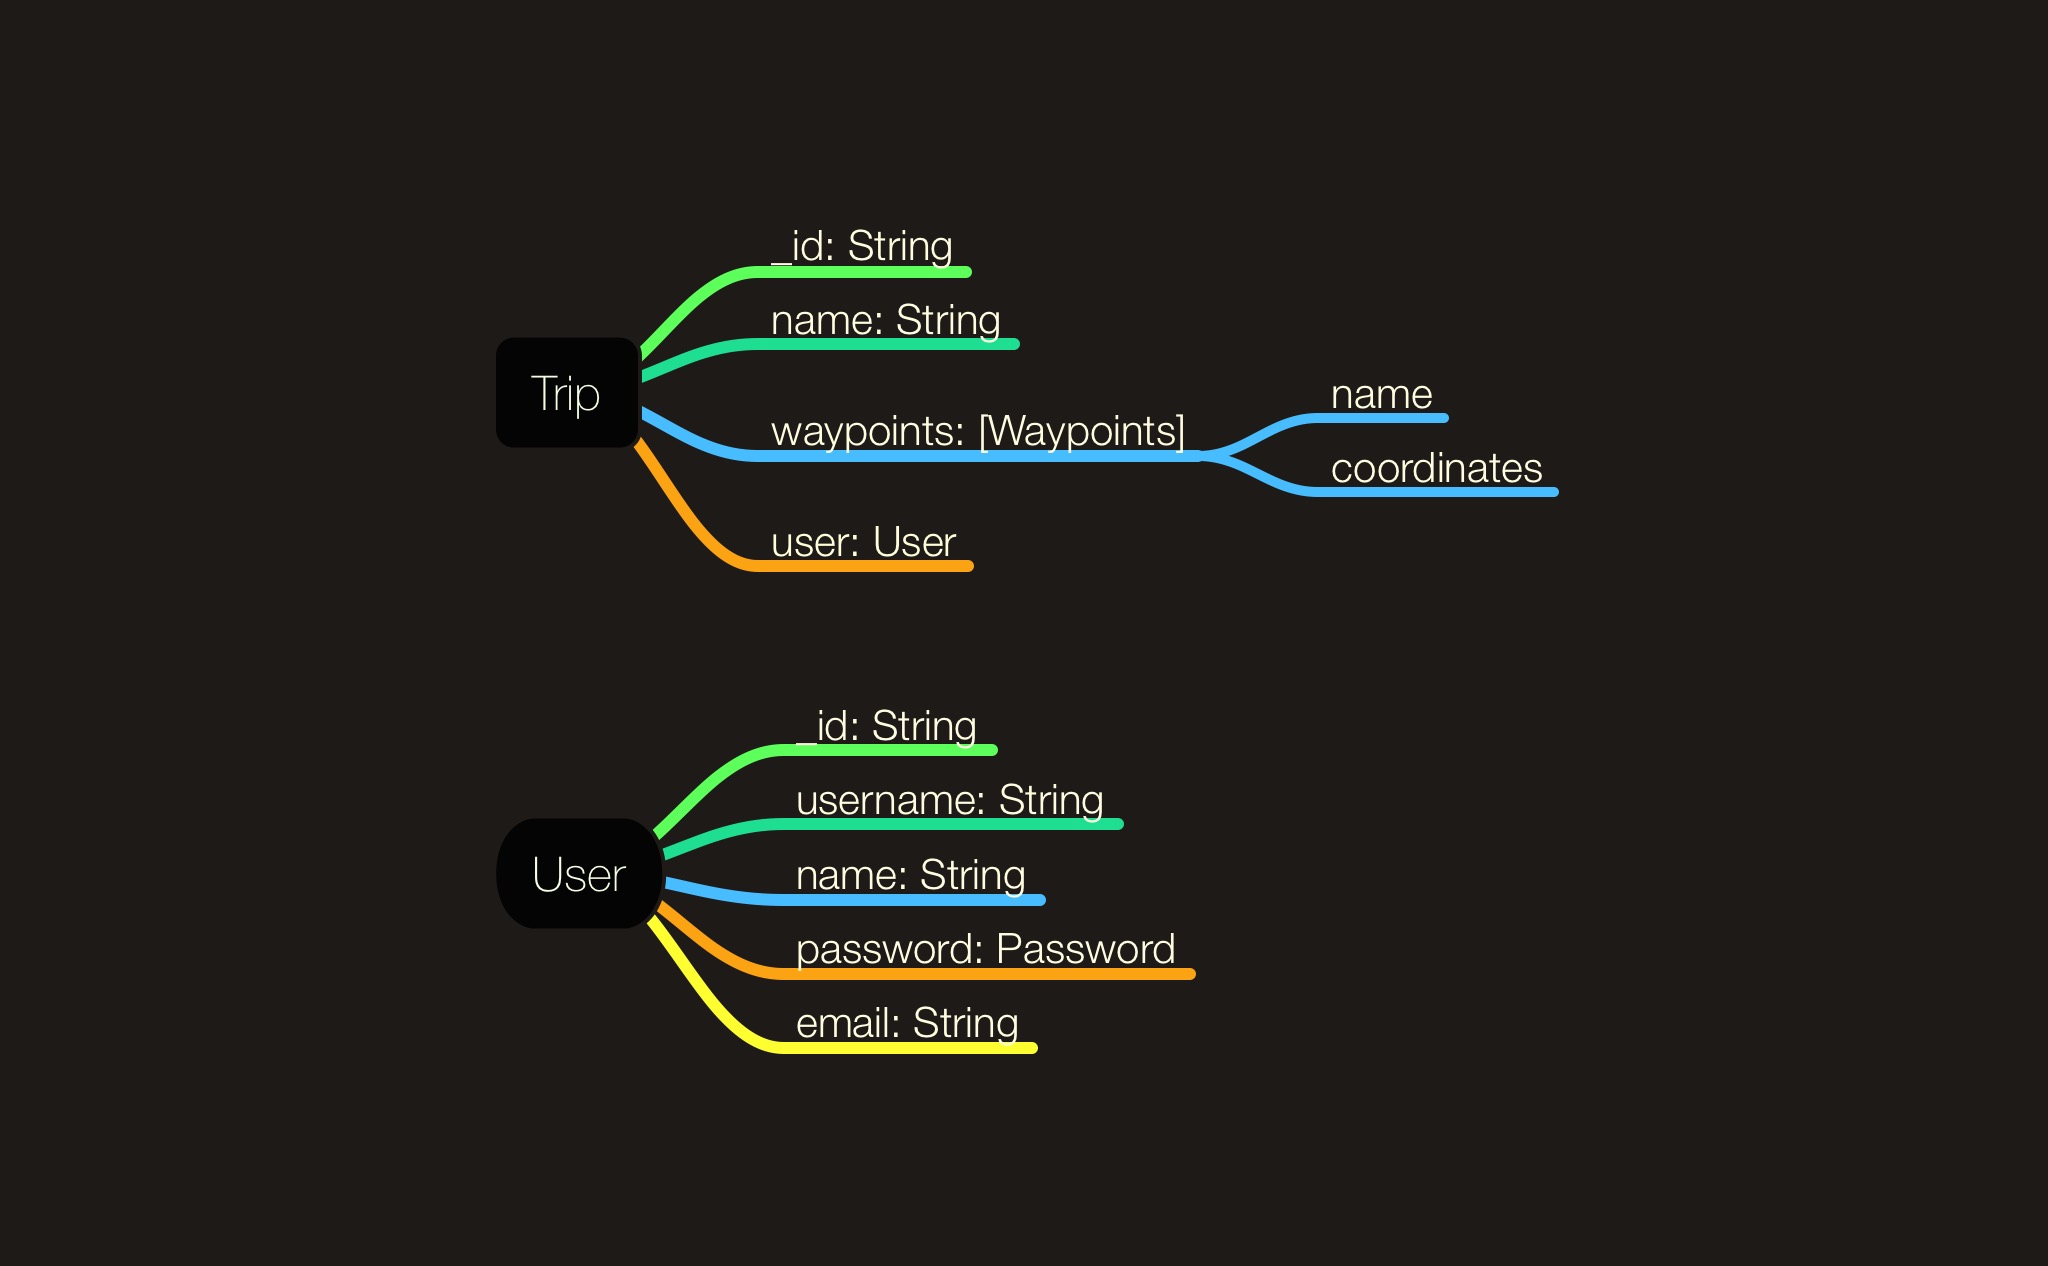 Trip
_id: String
name: String
waypoints: [Waypoints]
name
coordinates
user: User
User
_id: String
username: String
name: String
password: Password
email: String